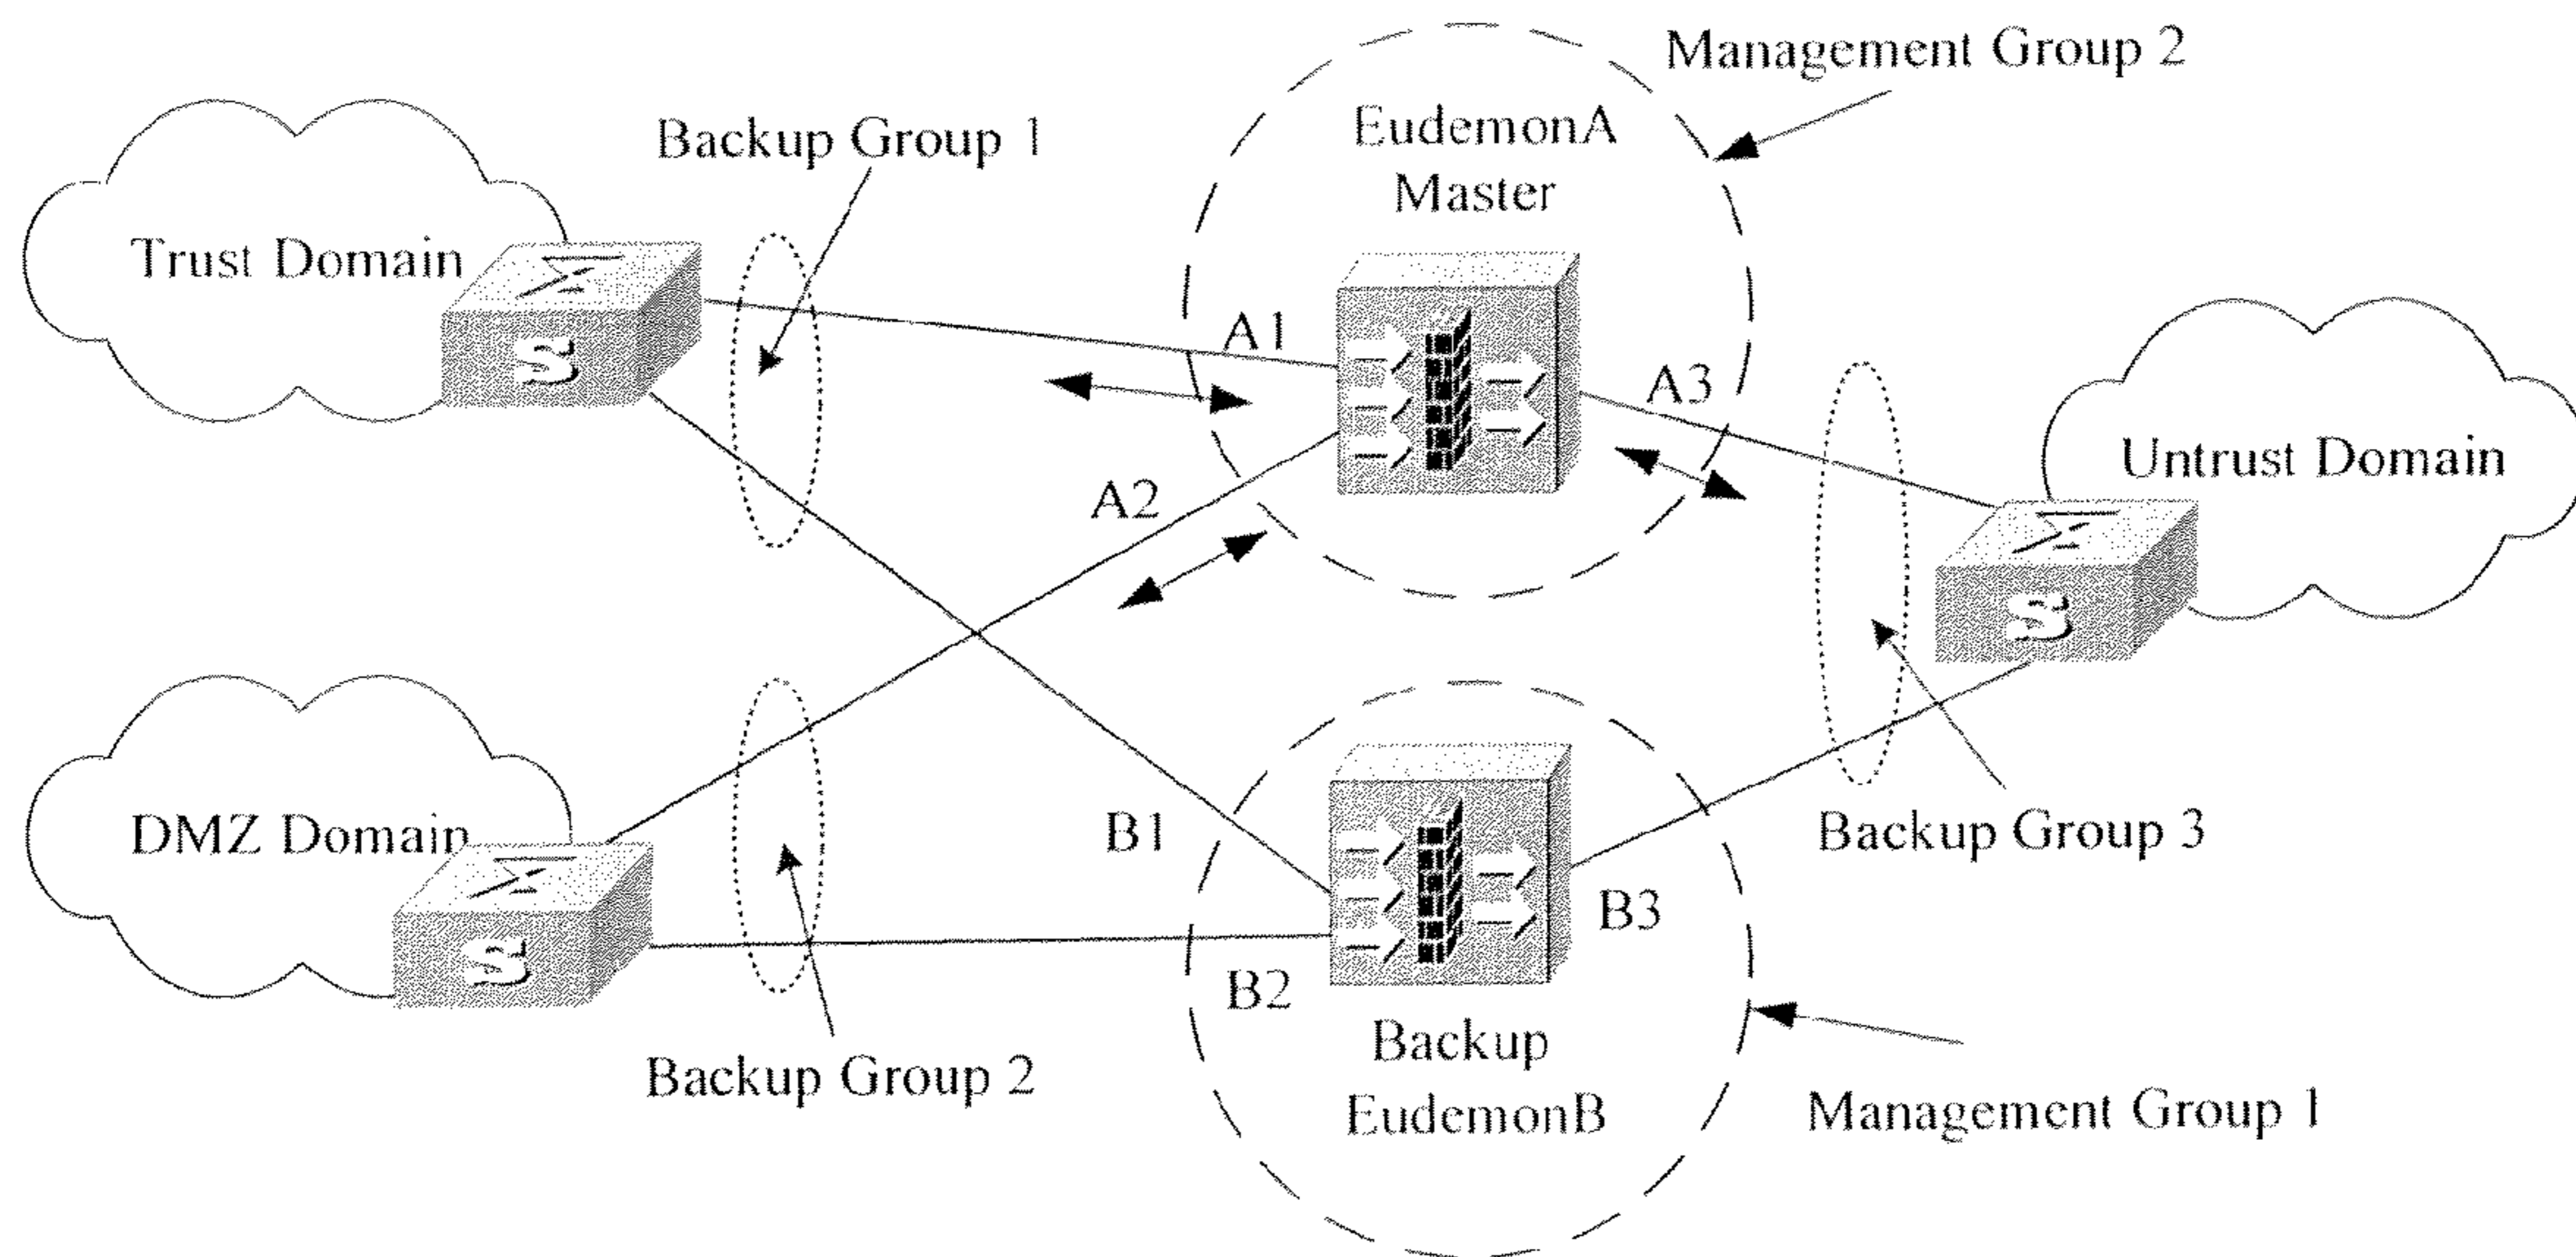 Management Group 2
EudemonA
Master
Backup Group 1
Trust Domain
A1
A3
Untrust Domain
A2
S
S
DMZ Domain
B1
Backup Group 3
B3
S
B2
Backup
EudemonB
Backup Group 2
Management Group 1